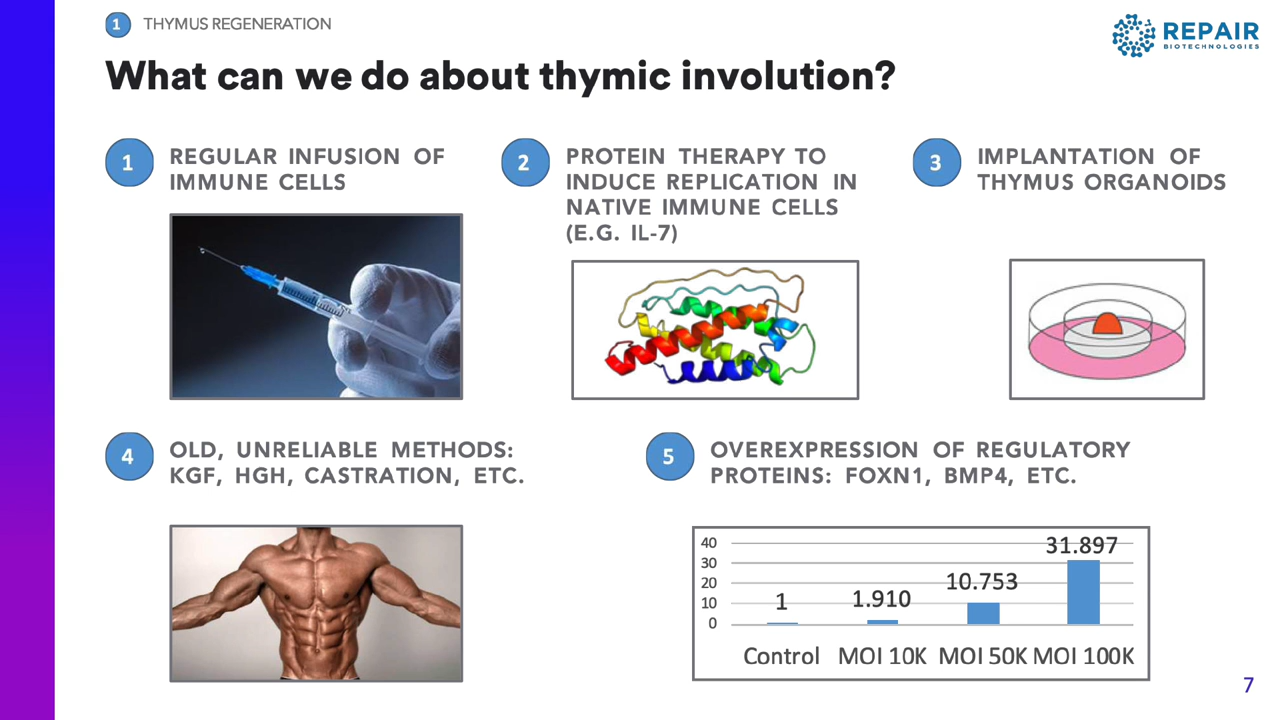 1 THYMUS REGENERATION
REPAIR
BIOTECHNOLOGIES
What can we do about thymic involution?
1
REGULAR INFUSION OF
IMMUNE CELLS
2
PROTEIN THERAPY TO
INDUCE REPLICATION IN
NATIVE IMMUNE CELLS
(E.G. IL-7)
3
IMPLANTATION OF
THYMUS ORGANOIDS
4
OLD, UNRELIABLE METHODS:
KGF, HGH, CASTRATION, ETC.
5
OVEREXPRESSION OF REGULATORY
PROTEINS: FOXN1, BMP4, ETC.
40
30
20
10
0
1
1.910
10.753
31.897
Control MOI 10K MOI 50K MOI 100K
7